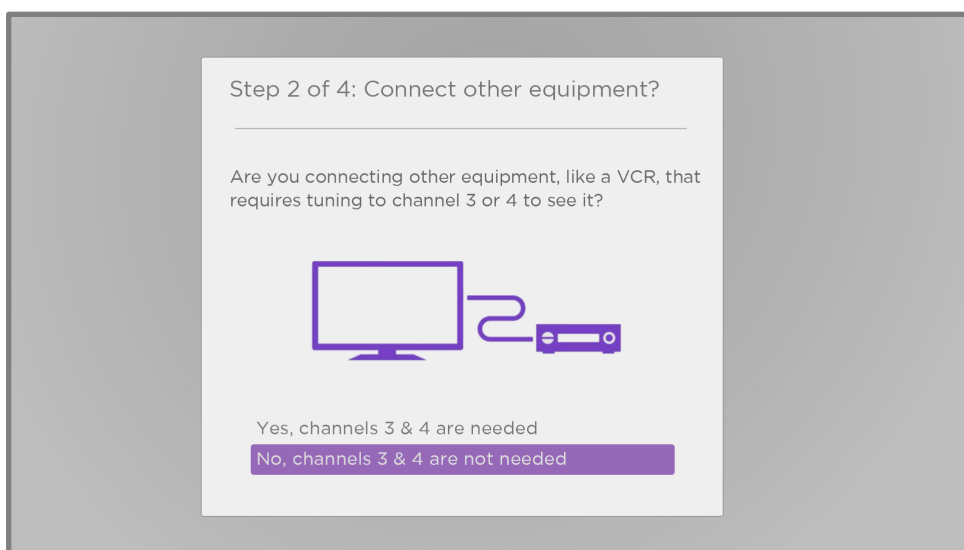 Step 2 of 4: Connect other equipment?
Are you connecting other equipment, like a VCR, that
requires tuning to channel 3 or 4 to see it?
Yes, channels 3 & 4 are needed
No, channels 3 & 4 are not needed